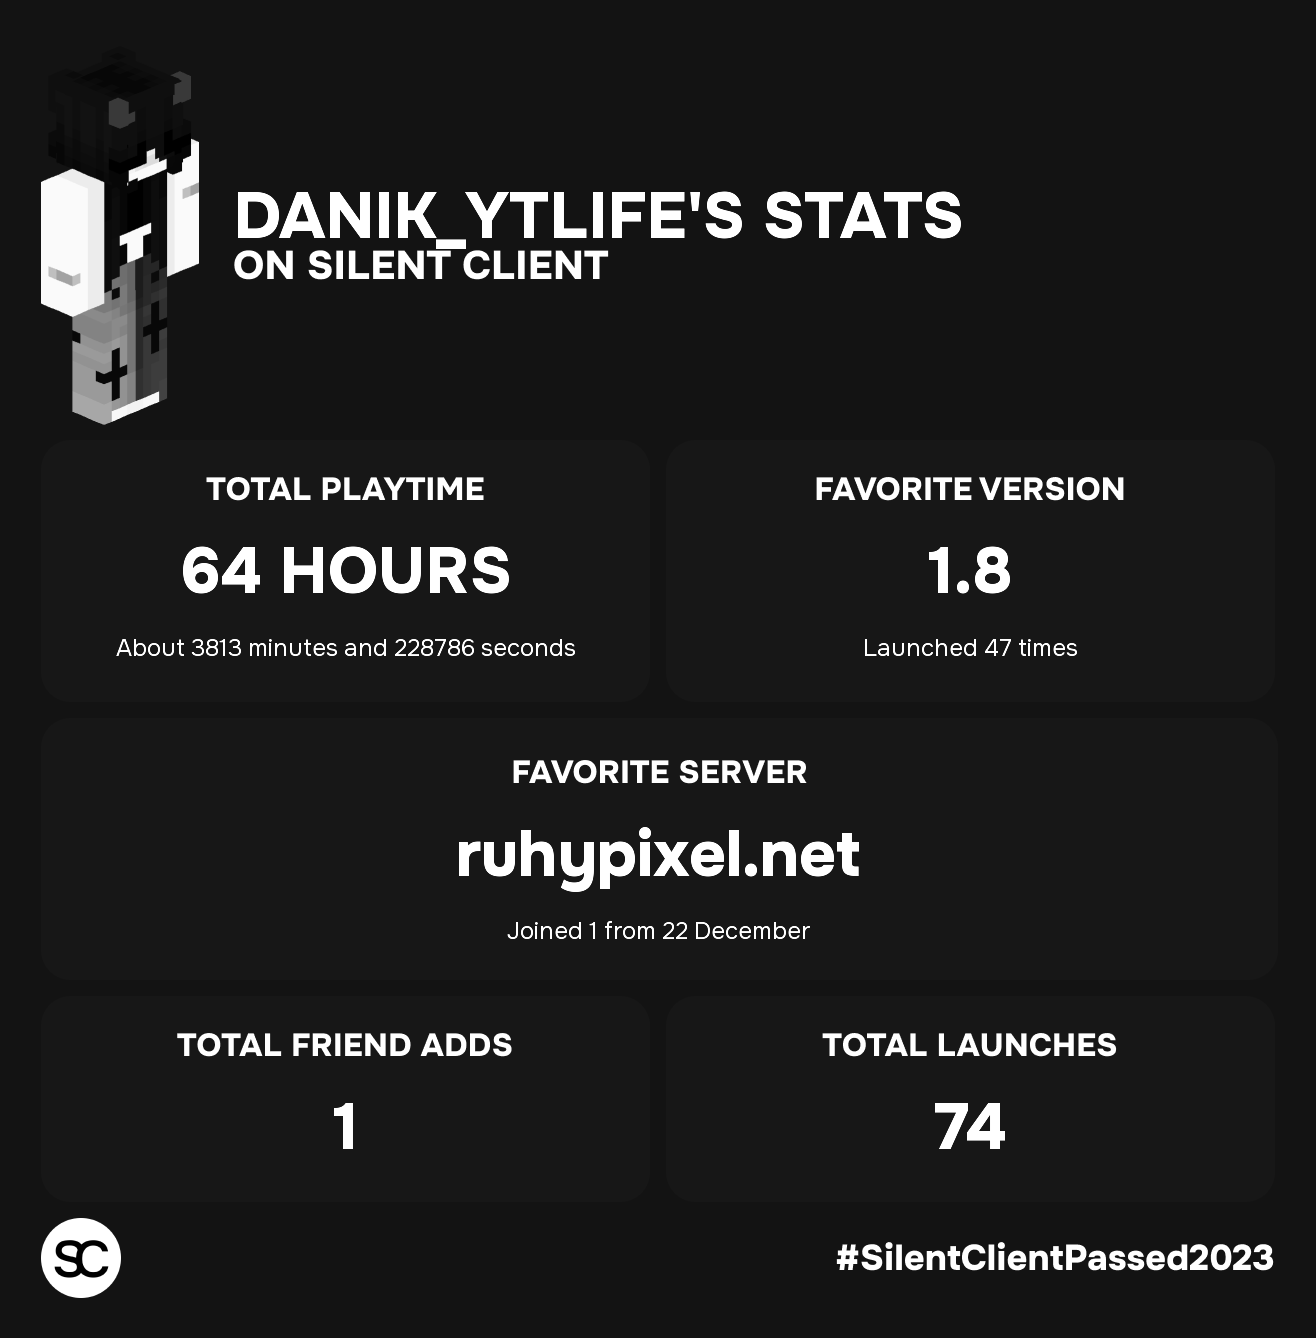 DANIK_YTLIFE'S STATS
ON SILENT CLIENT
TOTAL PLAYTIME
64 HOURS
About 3813 minutes and 228786 seconds
FAVORITE VERSION
1.8
Launched 47 times
FAVORITE SERVER
ruhypixel.net
Joined 1 from 22 December
TOTAL FRIEND ADDS
1
TOTAL LAUNCHES
74
SC
#SilentClientPassed2023